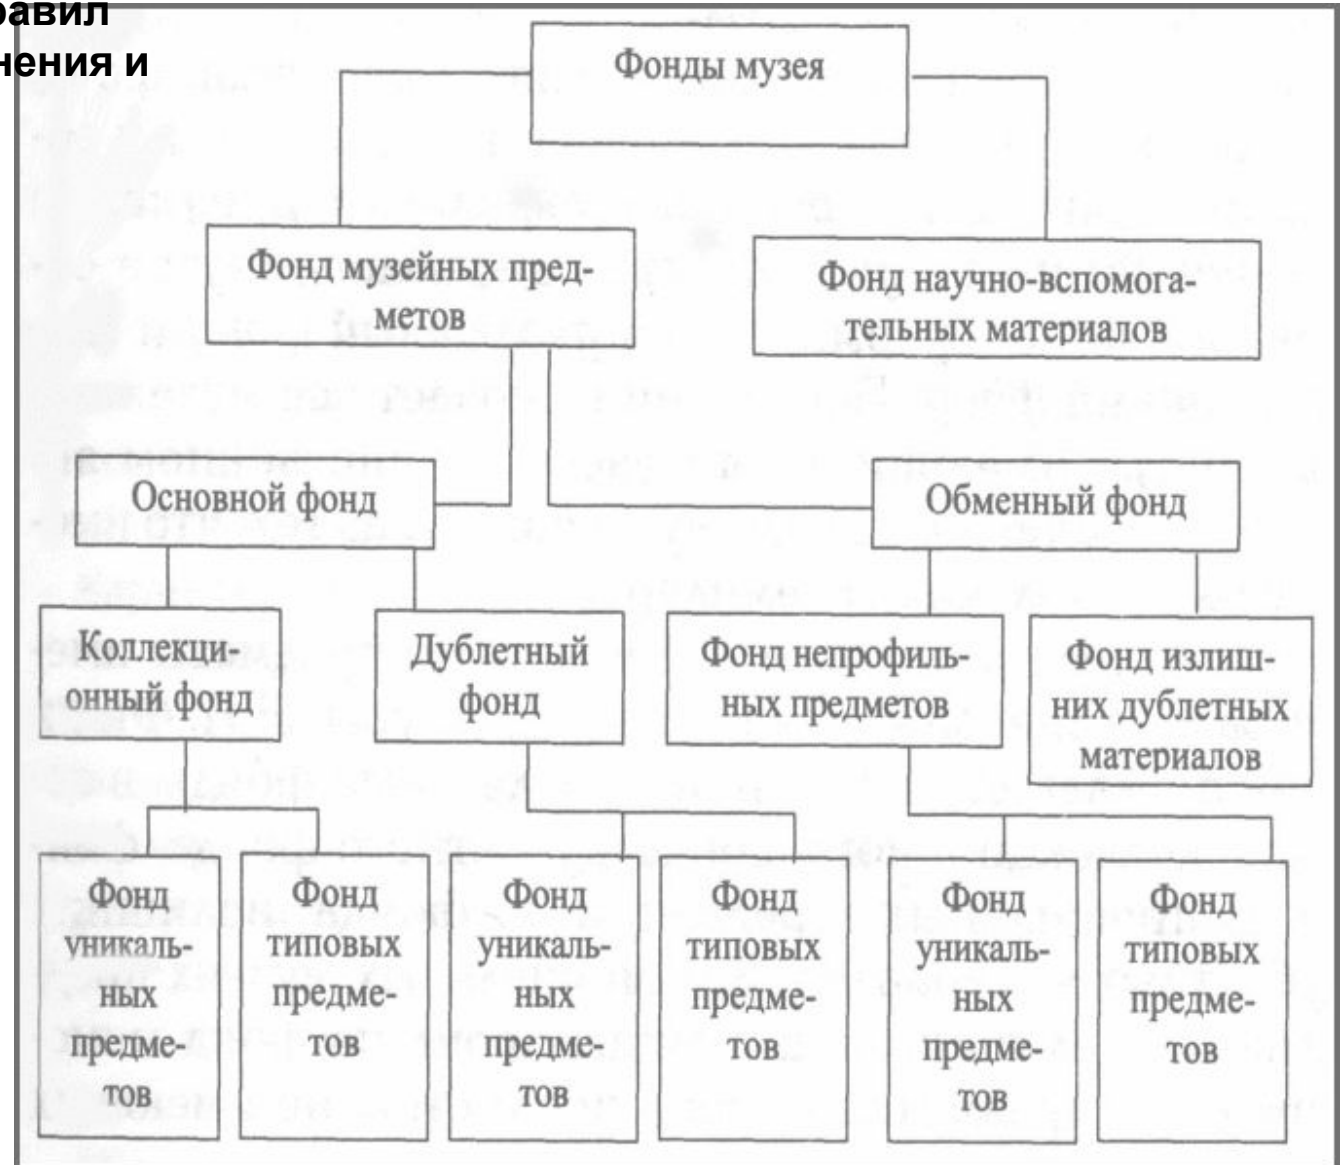 равил
нения и
Фонды музея
Фонд музейных пред-
метов
Фонд научно-вспомога-
тельных материалов
Основной фонд
Обменный фонд
Коллекци-
онный фонд
Дублетный
фонд
Фонд непрофиль-
ных предметов
Фонд излиш-
них дублетных
материалов
Фонд
уникаль-
ных
предме-
тов
Фонд
типовых
предме-
тов
Фонд
уникаль-
ных
предме-
тов
Фонд
типовых
предме-
тов
Фонд
уникаль-
ных
предме-
тов
Фонд
типовых
предме-
тов